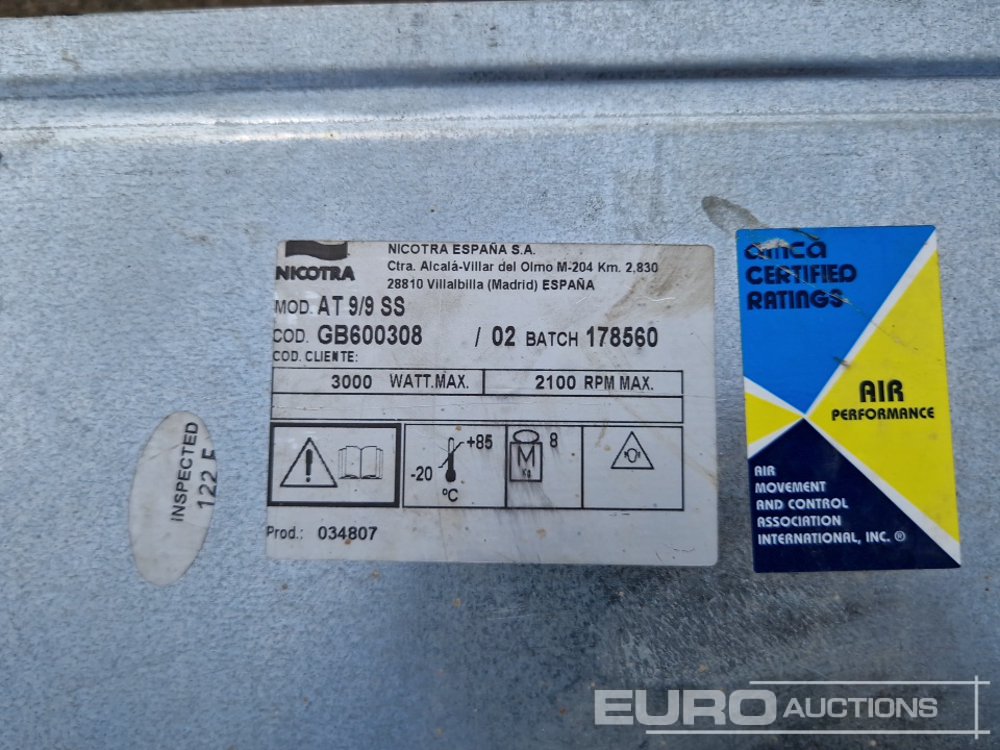 NICOTRA
NICOTRA ESPAÑA S.A.
Ctra. Alcalá-Villar del Olmo M-204 Km. 2,830
28810 Villalbilla (Madrid) ESPAÑA
MOD. AT 9/9 SS
COD. GB600308 / 02 BATCH 178560
COD. CLIENTE:
3000 WATT.MAX. 2100 RPM MAX.
-20 +85 °C
M Kg 8
Prod.: 034807
INSPECTED
122 F
amca
CERTIFIED
RATINGS
AIR
PERFORMANCE
AIR
MOVEMENT
AND CONTROL
ASSOCIATION
INTERNATIONAL, INC. ®
EURO AUCTIONS